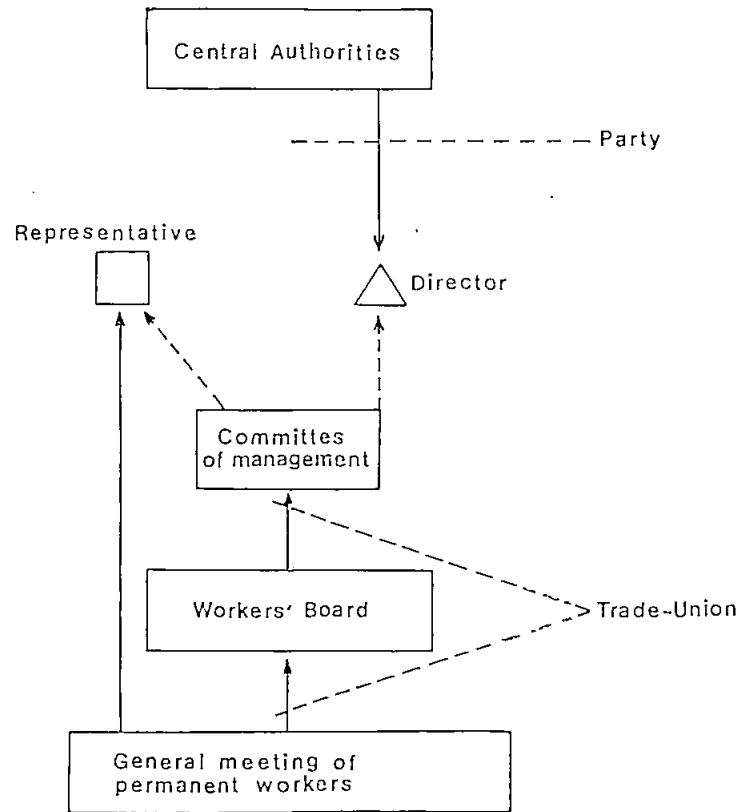 Central Authorities
Party
Representative
Director
Committes
of management
Workers' Board
Trade-Union
General meeting of
permanent workers